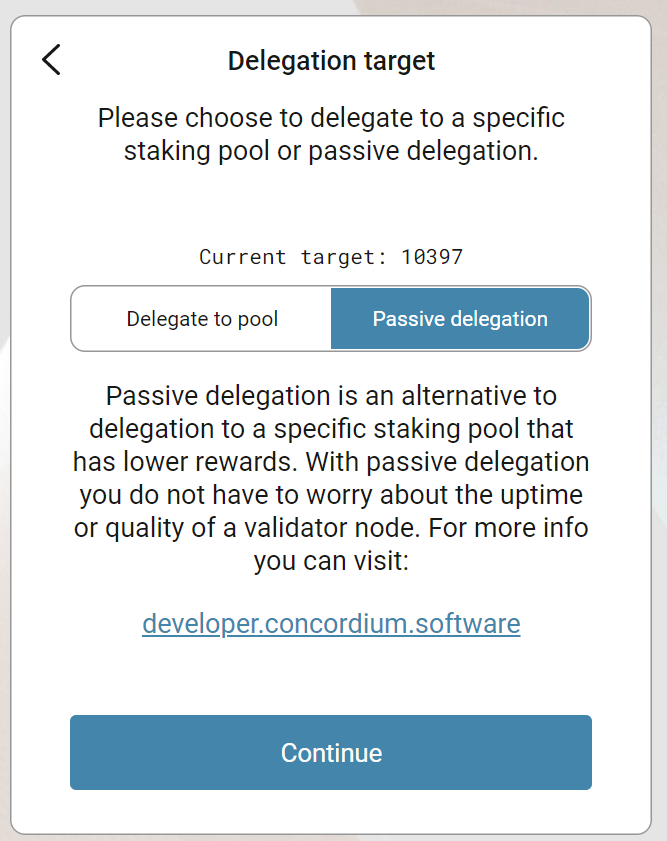 Delegation target
Please choose to delegate to a specific
staking pool or passive delegation.
Current target: 10397
Delegate to pool
Passive delegation
Passive delegation is an alternative to
delegation to a specific staking pool that
has lower rewards. With passive delegation
you do not have to worry about the uptime
or quality of a validator node. For more info
you can visit:
developer.concordium.software
Continue